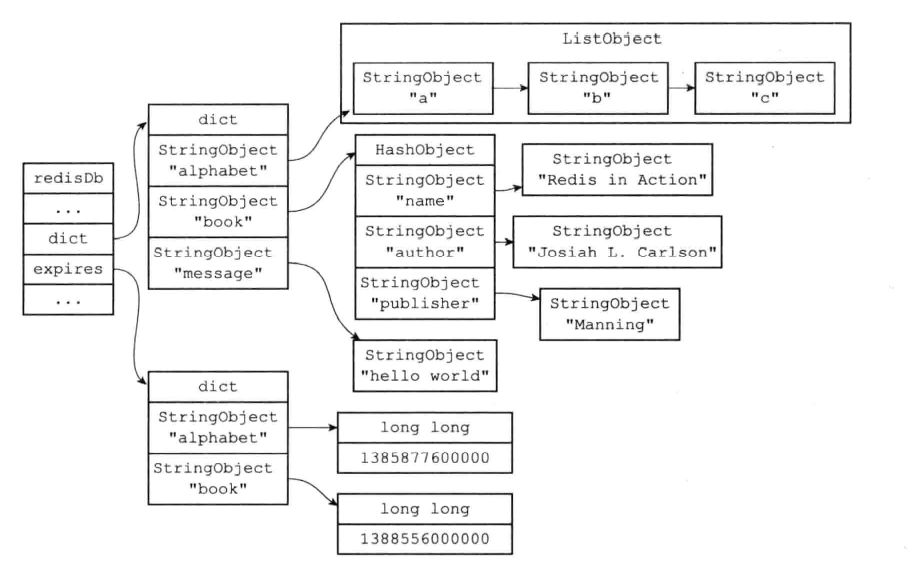 ListObject
StringObject
"a"
StringObject
"b"
StringObject
"c"
dict
StringObject
"alphabet"
StringObject
"book"
StringObject
"message"
redisDb
...
dict
expires
...
HashObject
StringObject
"name"
StringObject
"author"
StringObject
"publisher"
StringObject
"Redis in Action"
StringObject
"Josiah L. Carlson"
StringObject
"Manning"
StringObject
"hello world"
dict
StringObject
"alphabet"
StringObject
"book"
long long
1385877600000
long long
1388556000000